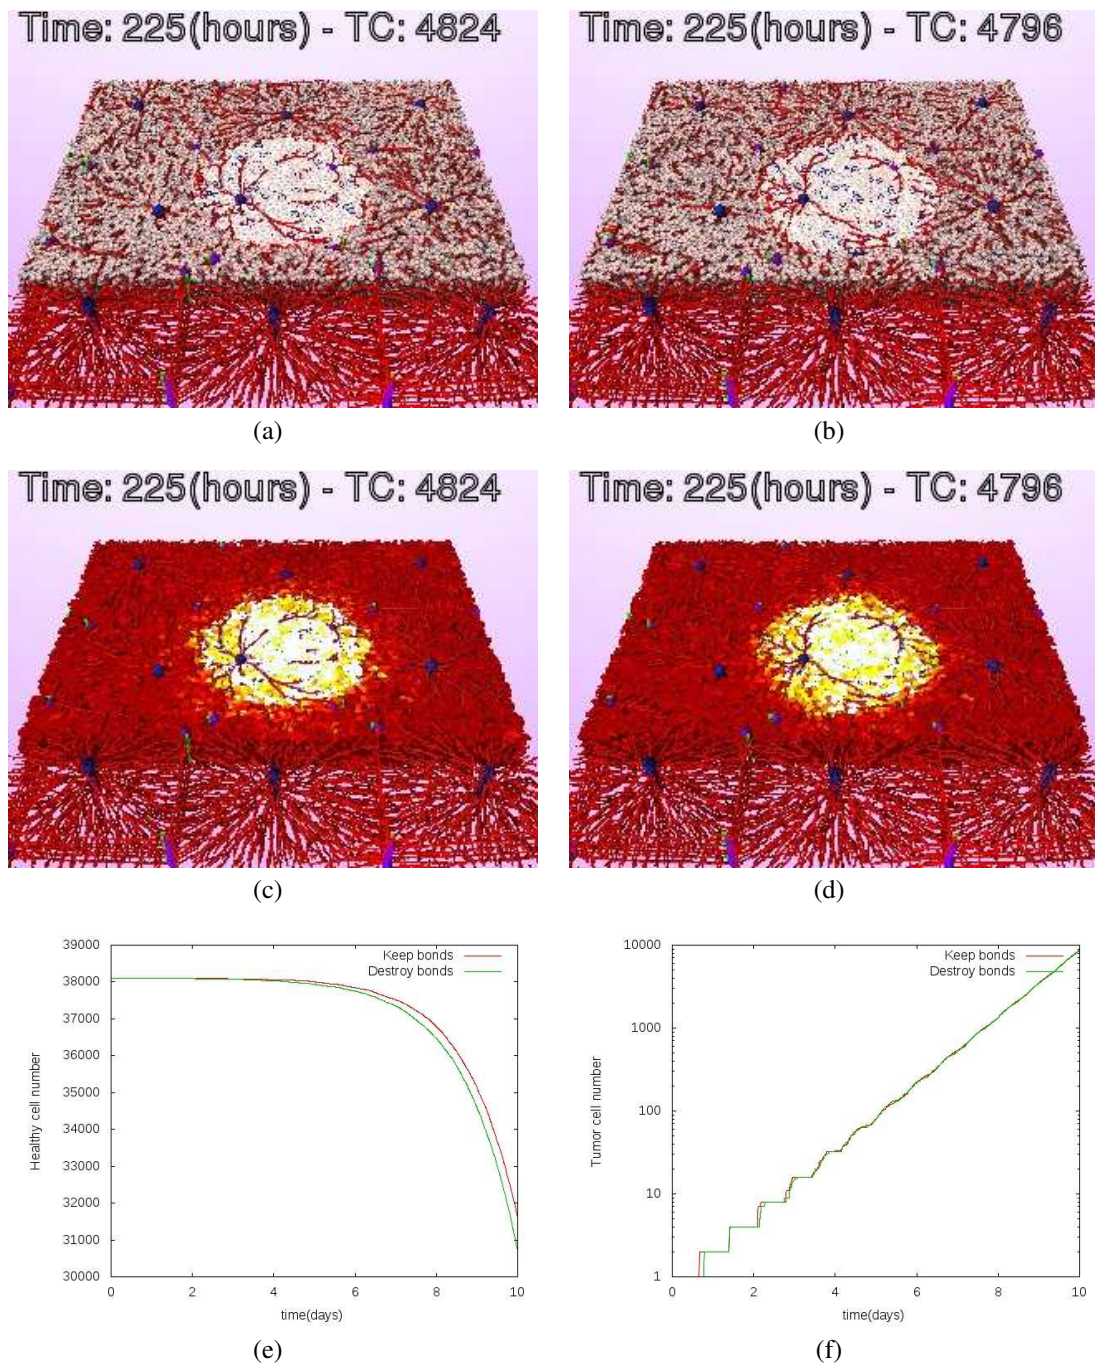 Time: 225(hours) - TC: 4824
Time: 225(hours) - TC: 4796
(a)
(b)
Time: 225(hours) - TC: 4824
Time: 225(hours) - TC: 4796
(c)
(d)
39000
38000
37000
36000
35000
34000
33000
32000
31000
30000
Healthy cell number
Keep bonds
Destroy bonds
0 2 4 6 8 10
time(days)
(e)
10000
1000
100
10
1
Tumor cell number
Keep bonds
Destroy bonds
0 2 4 6 8 10
time(days)
(f)